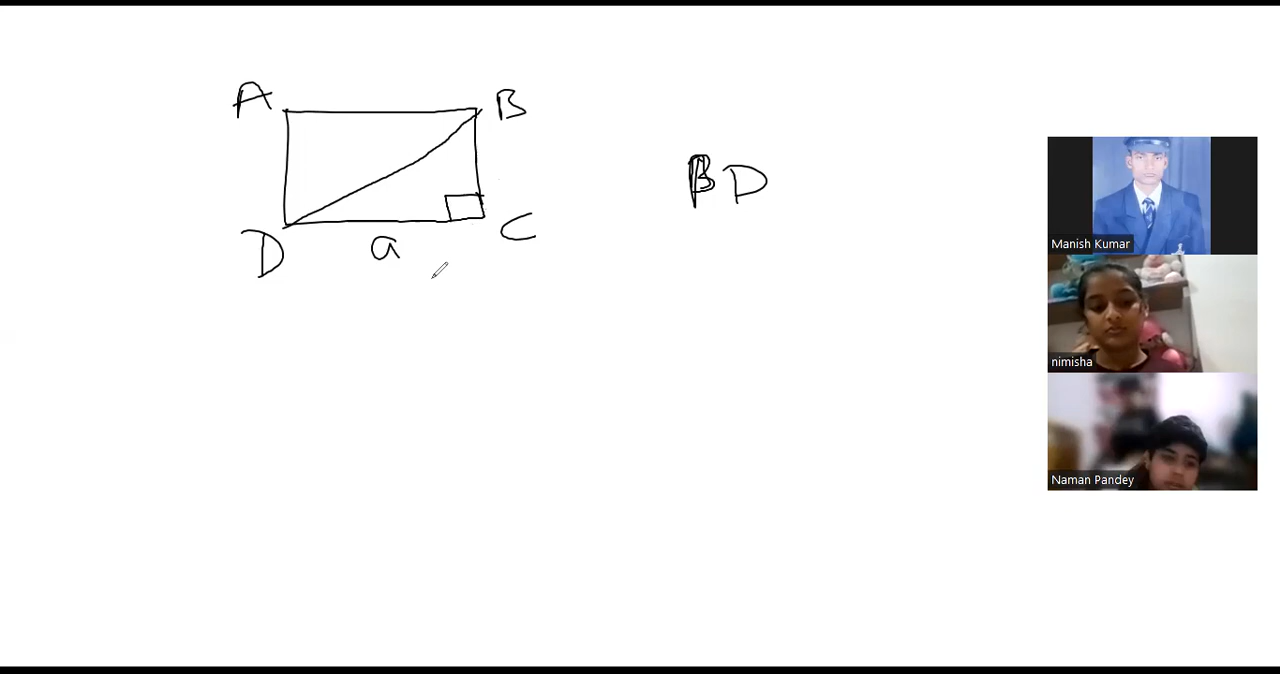 A B
BD
D a C
Manish Kumar
nimisha
Naman Pandey